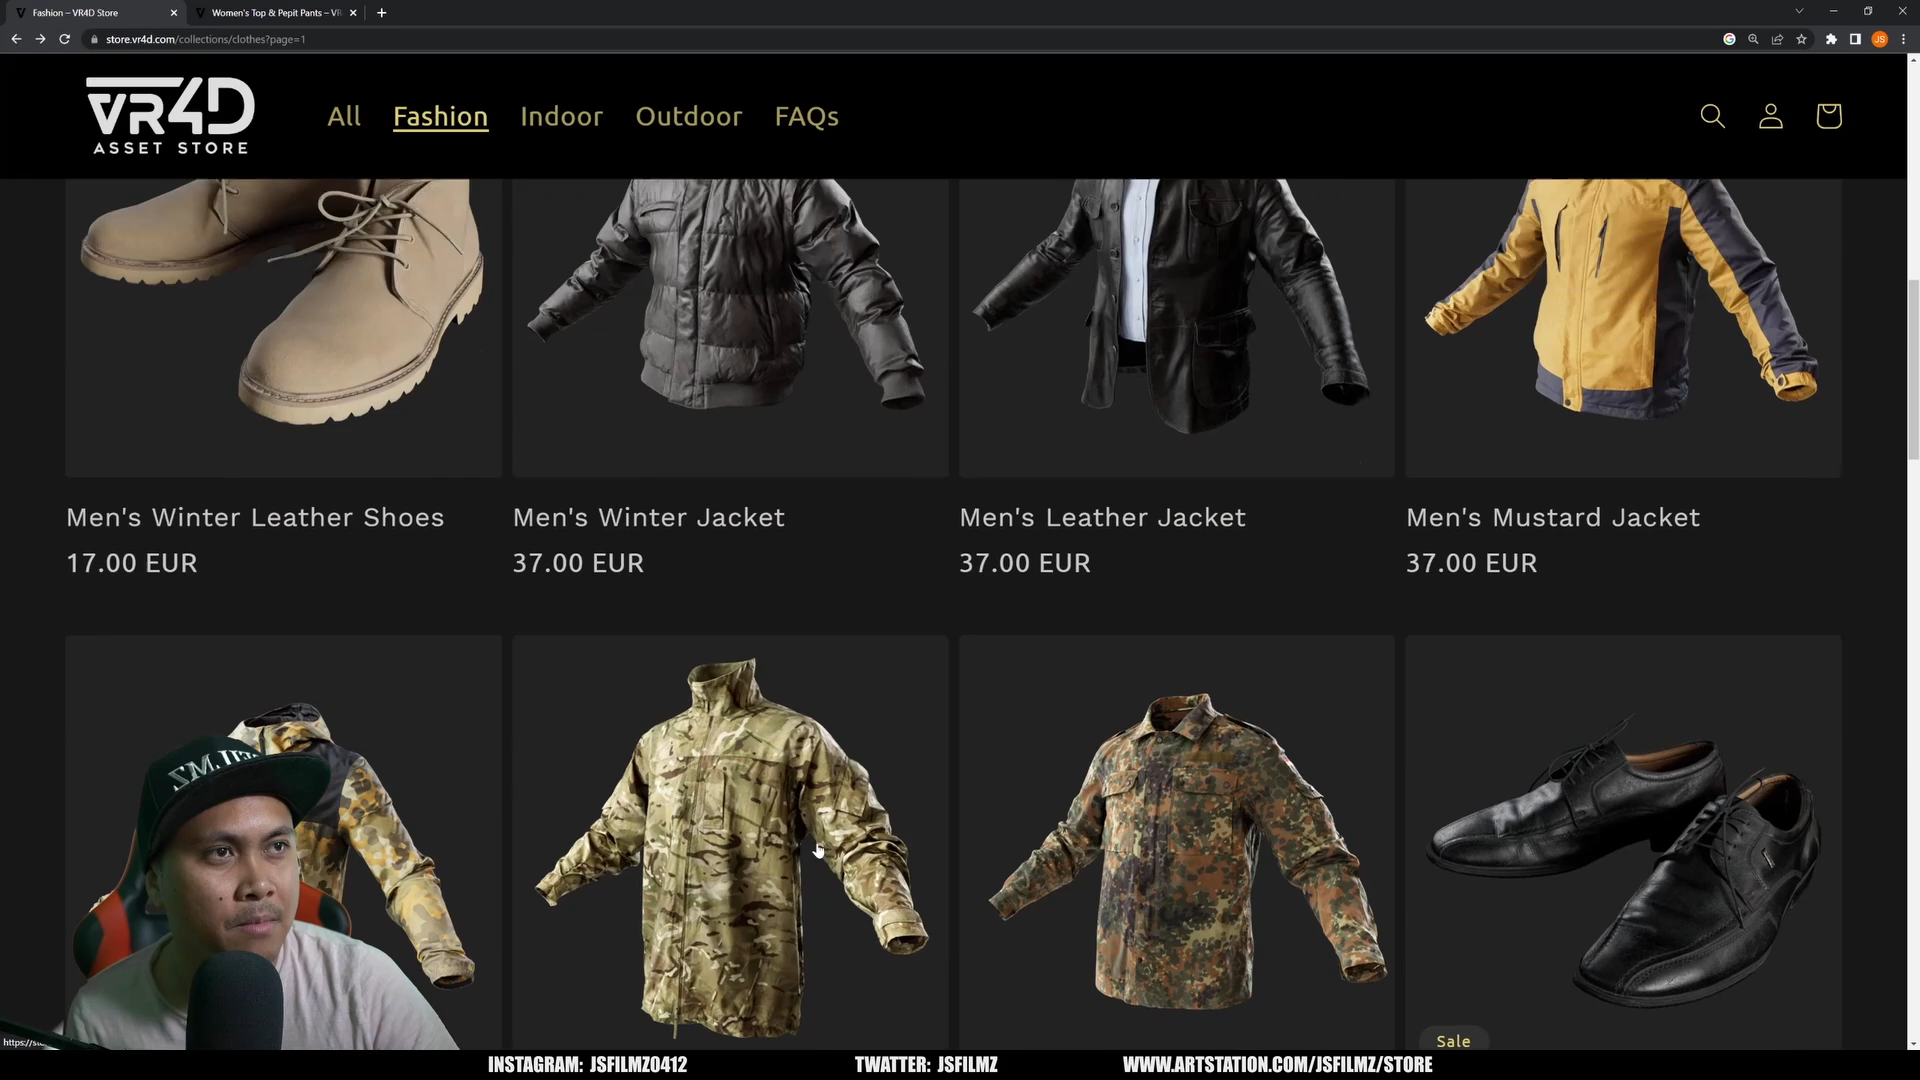 Fashion – VR4D Store
Women's Top & Pepit Pants – VR
store.vr4d.com/collections/clothes?page=1
JS
VR4D
ASSET STORE
All
Fashion
Indoor
Outdoor
FAQs
Men's Winter Leather Shoes
17.00 EUR
Men's Winter Jacket
37.00 EUR
Men's Leather Jacket
37.00 EUR
Men's Mustard Jacket
37.00 EUR
Sale
INSTAGRAM: JSFILMZ0412
TWATTER: JSFILMZ
WWW.ARTSTATION.COM/JSFILMZ/STORE